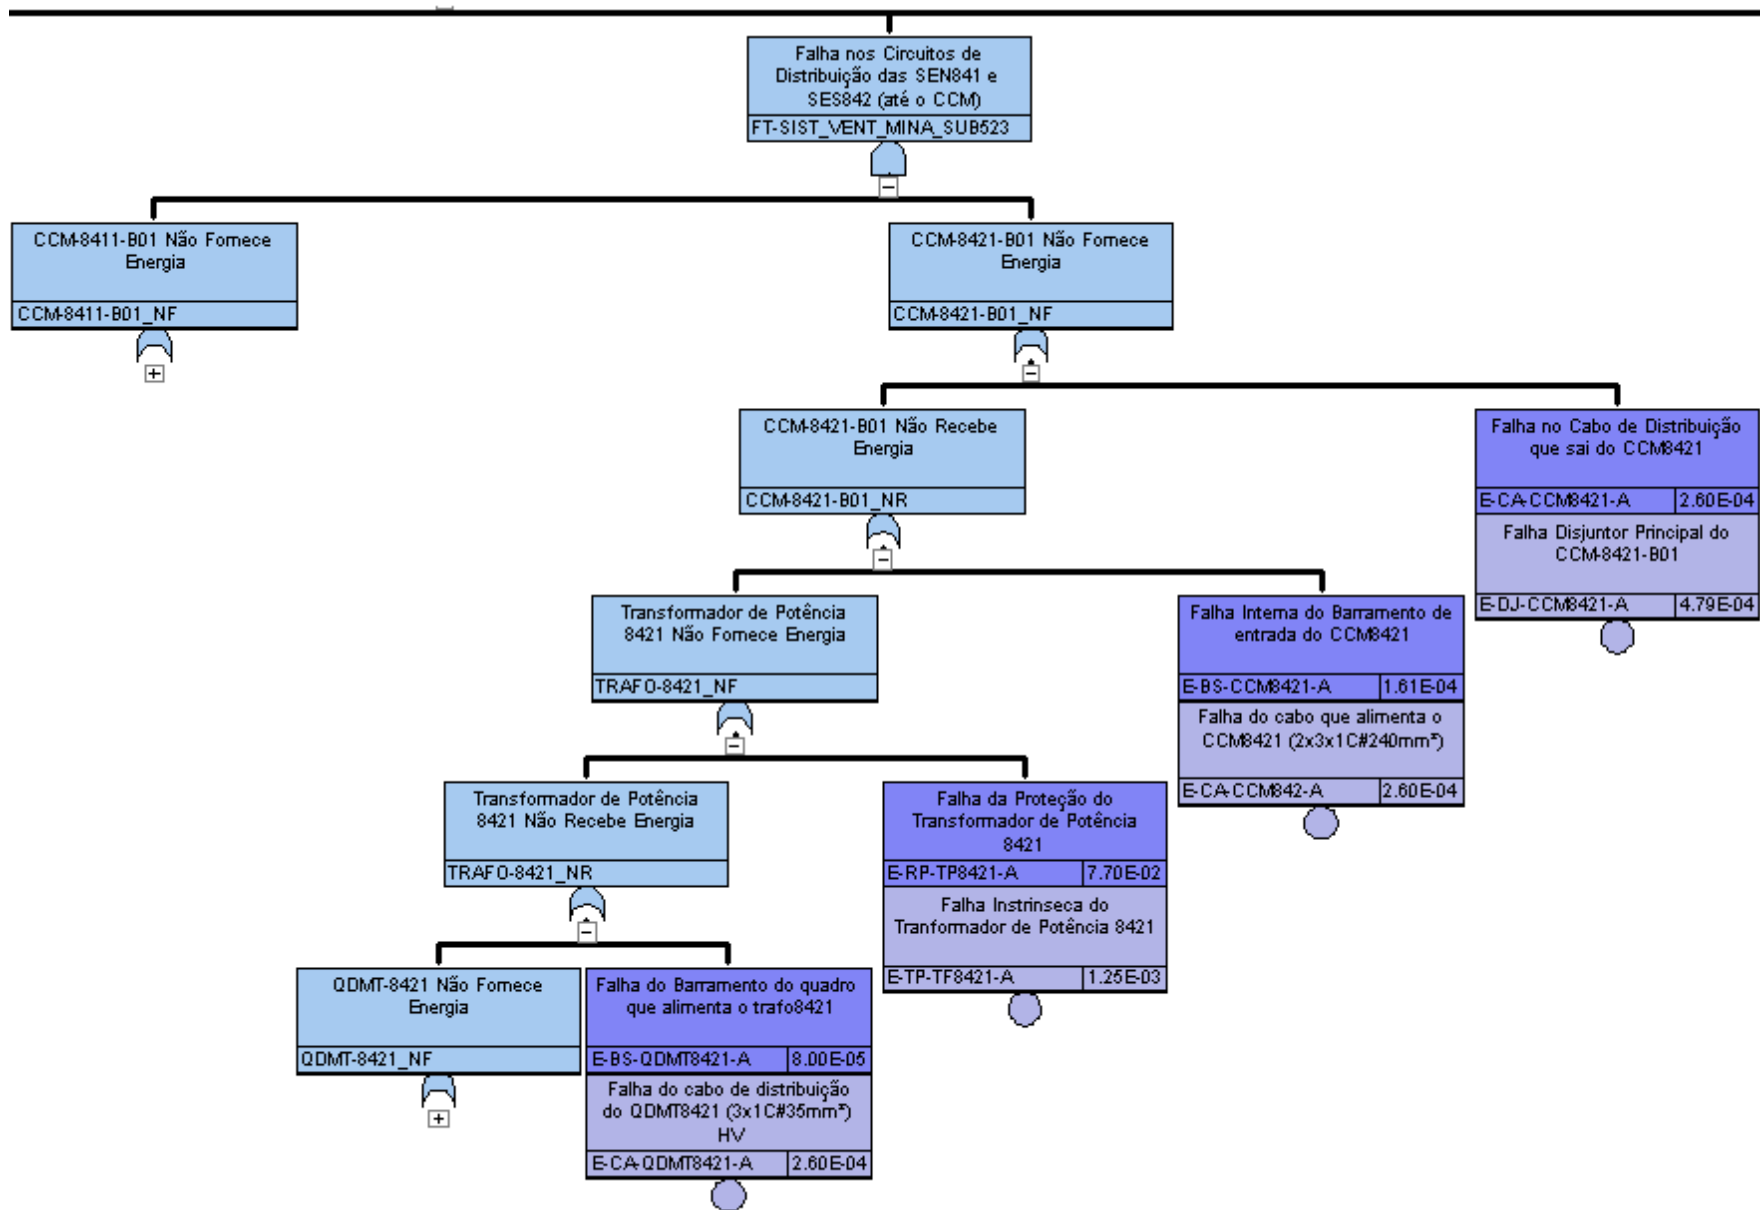 Falha nos Circuitos de
Distribuição das SEN841 e
SES842 (até o CCM)
FT-SIST_VENT_MINA_SUB523
CCM-8411-B01 Não Fornece
Energia
CCM-8411-B01_NF
CCM-8421-B01 Não Fornece
Energia
CCM-8421-B01_NF
CCM-8421-B01 Não Recebe
Energia
CCM-8421-B01_NR
Falha no Cabo de Distribuição
que sai do CCM8421
E-CA-CCM8421-A 2.60E-04
Falha Disjuntor Principal do
CCM-8421-B01
E-DJ-CCM8421-A 4.79E-04
Transformador de Potência
8421 Não Fornece Energia
TRAFO-8421_NF
Falha Interna do Barramento de
entrada do CCM8421
E-BS-CCM8421-A 1.61E-04
Falha do cabo que alimenta o
CCM8421 (2x3x1C#240mm²)
E-CA-CCM842-A 2.60E-04
Transformador de Potência
8421 Não Recebe Energia
TRAFO-8421_NR
Falha da Proteção do
Transformador de Potência
8421
E-RP-TP8421-A 7.70E-02
Falha Instrinseca do
Tranformador de Potência 8421
E-TP-TF8421-A 1.25E-03
QDMT-8421 Não Fornece
Energia
QDMT-8421_NF
Falha do Barramento do quadro
que alimenta o trafo8421
E-BS-QDMT8421-A 8.00E-05
Falha do cabo de distribuição
do QDMT8421 (3x1C#35mm²)
HV
E-CA-QDMT8421-A 2.60E-04